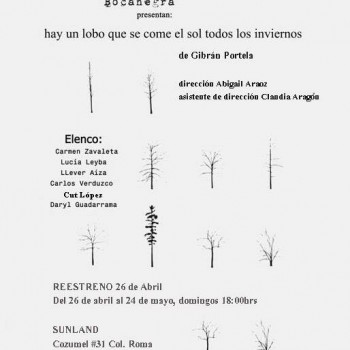 Bocanegra
presentan:
hay un lobo que se come el sol todos los inviernos
de Gibrán Portela
dirección Abigail Araoz
asistente de dirección Claudia Aragón
Elenco:
Carmen Zavaleta
Lucía Leyba
LLever Aiza
Carlos Verduzco
Cut López
Daryl Guadarrama
REESTRENO 26 de Abril
Del 26 de abril al 24 de mayo, domingos 18:00hrs
SUNLAND
Cozumel #31 Col. Roma